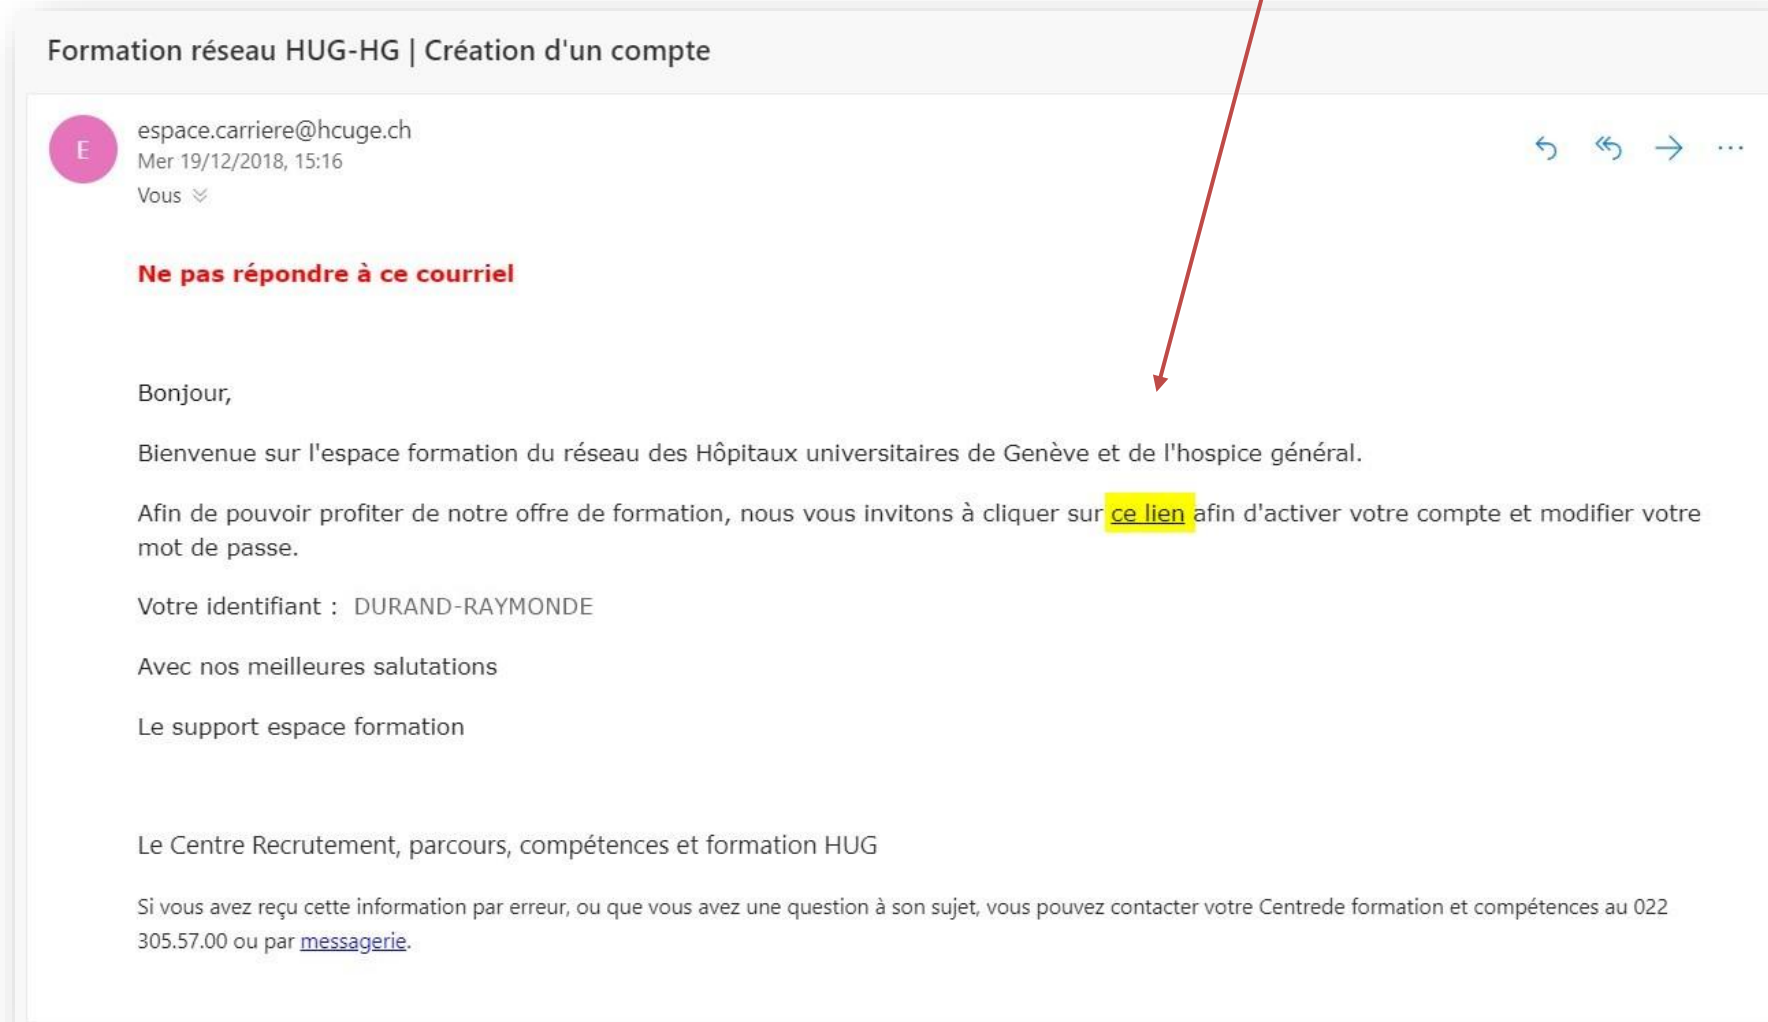 Formation réseau HUG-HG | Création d'un compte
E
espace.carriere@hcuge.ch
Mer 19/12/2018, 15:16
Vous
Ne pas répondre à ce courriel
Bonjour,
Bienvenue sur l'espace formation du réseau des Hôpitaux universitaires de Genève et de l'hospice général.
Afin de pouvoir profiter de notre offre de formation, nous vous invitons à cliquer sur ce lien afin d'activer votre compte et modifier votre
mot de passe.
Votre identifiant : DURAND-RAYMONDE
Avec nos meilleures salutations
Le support espace formation
Le Centre Recrutement, parcours, compétences et formation HUG
Si vous avez reçu cette information par erreur, ou que vous avez une question à son sujet, vous pouvez contacter votre Centrede formation et compétences au 022
305.57.00 ou par messagerie.